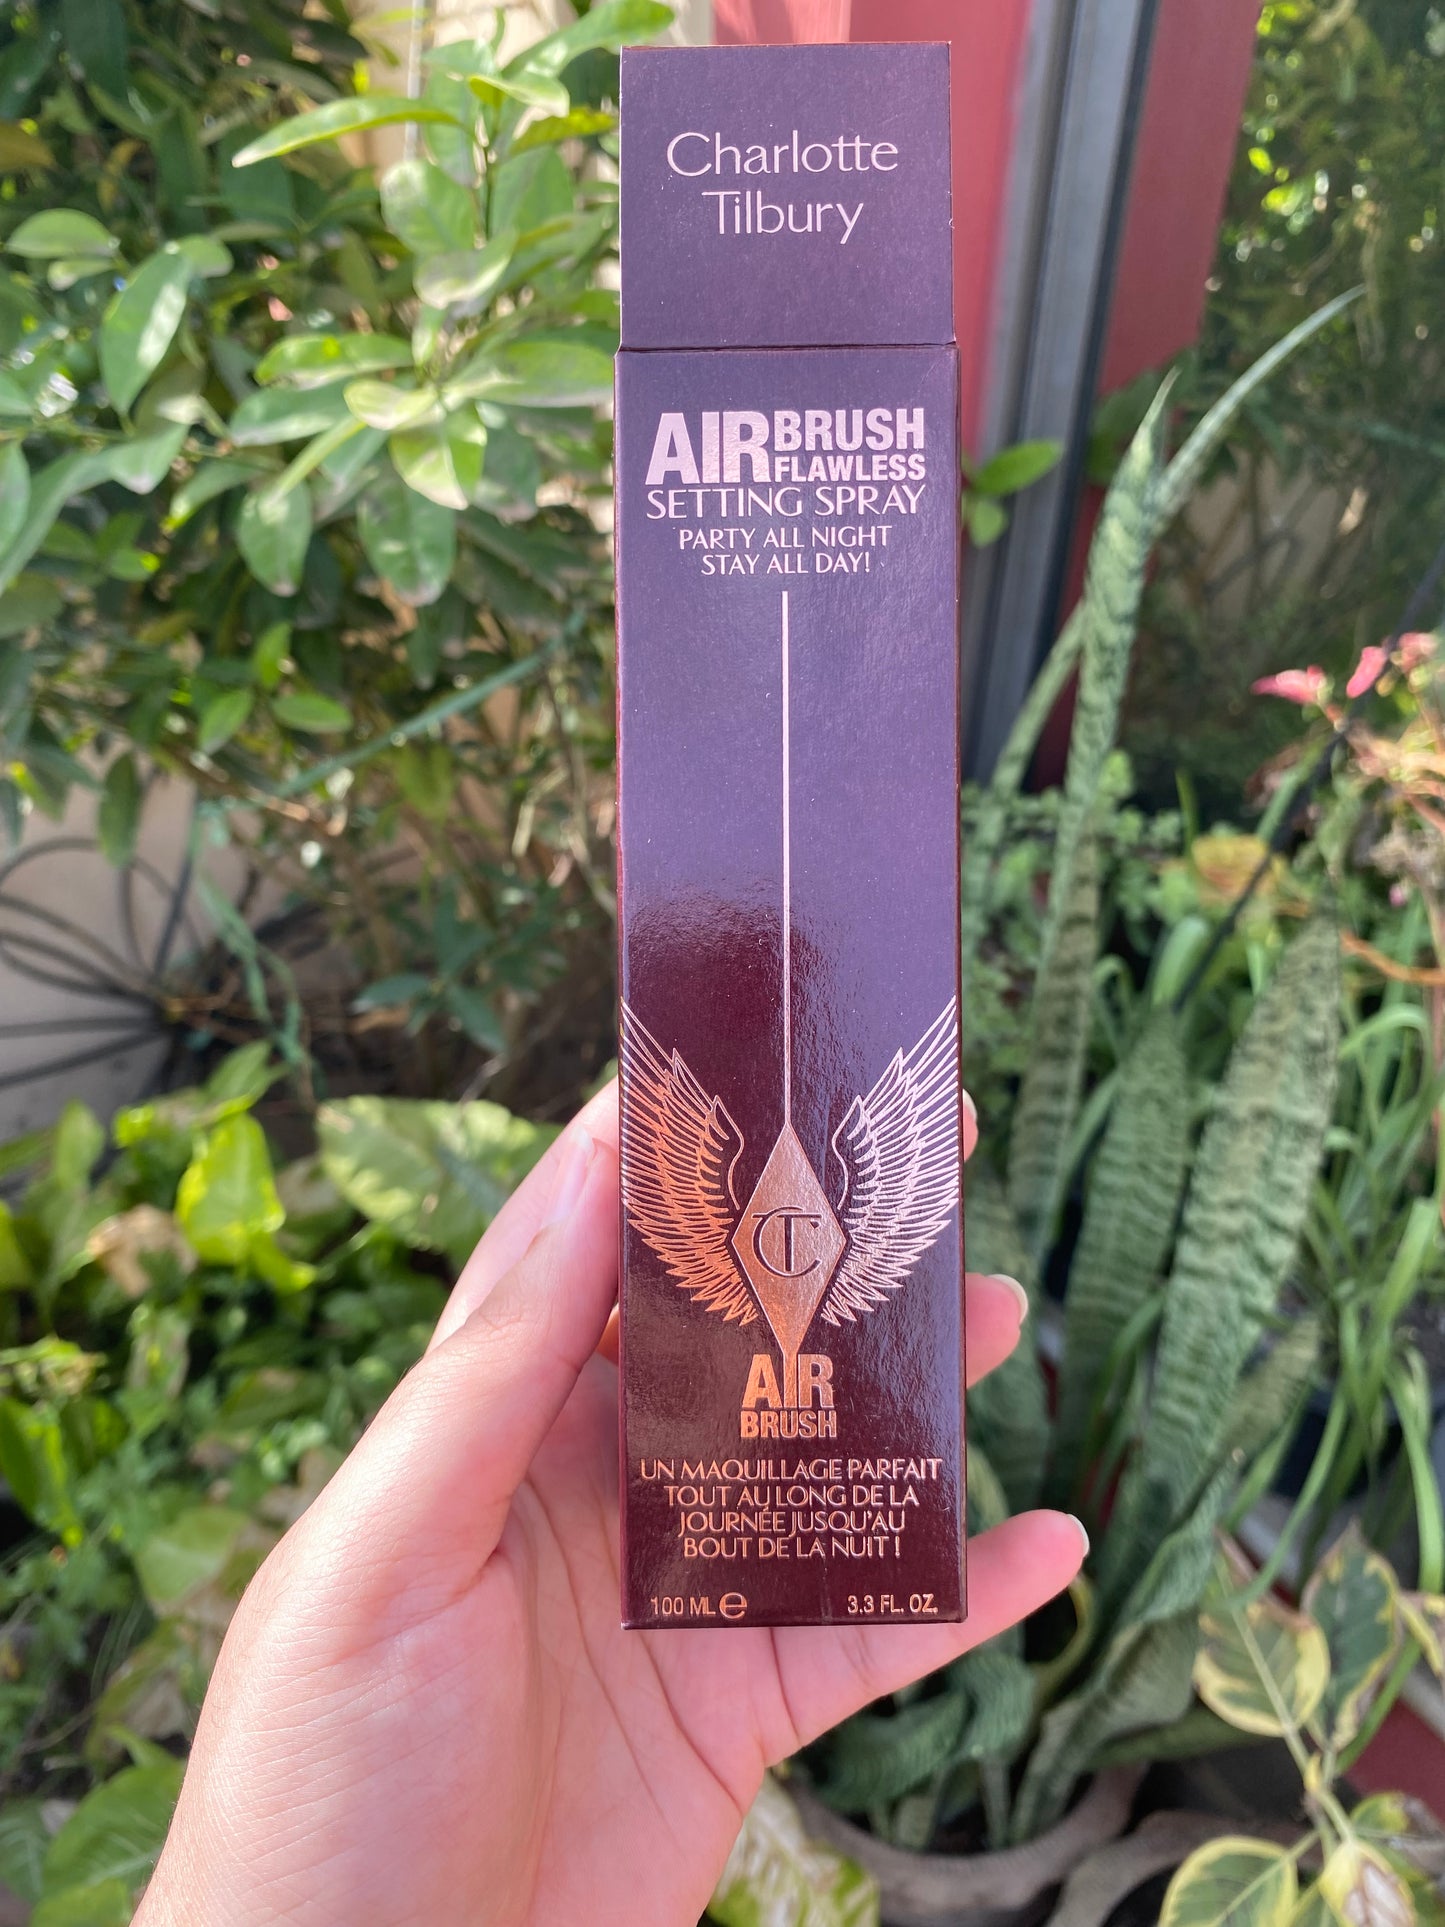 Charlotte
Tilbury
AIRBRUSH
FLAWLESS
SETTING SPRAY
PARTY ALL NIGHT
STAY ALL DAY!
CT
AIR
BRUSH
UN MAQUILLAGE PARFAIT
TOUT AU LONG DE LA
JOURNÉE JUSQU'AU
BOUT DE LA NUIT !
100 ML ℮ 3.3 FL. OZ.